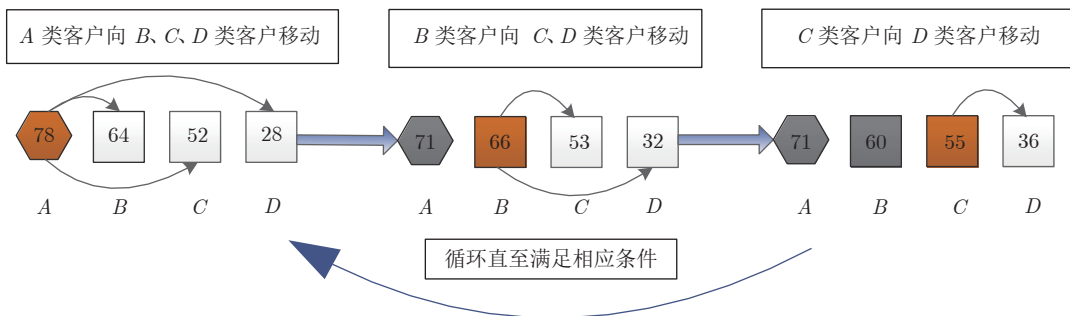 A 类客户向 B、C、D 类客户移动
B 类客户向 C、D 类客户移动
C 类客户向 D 类客户移动
78 64 52 28 71 66 53 32 71 60 55 36
A B C D A B C D A B C D
循环直至满足相应条件